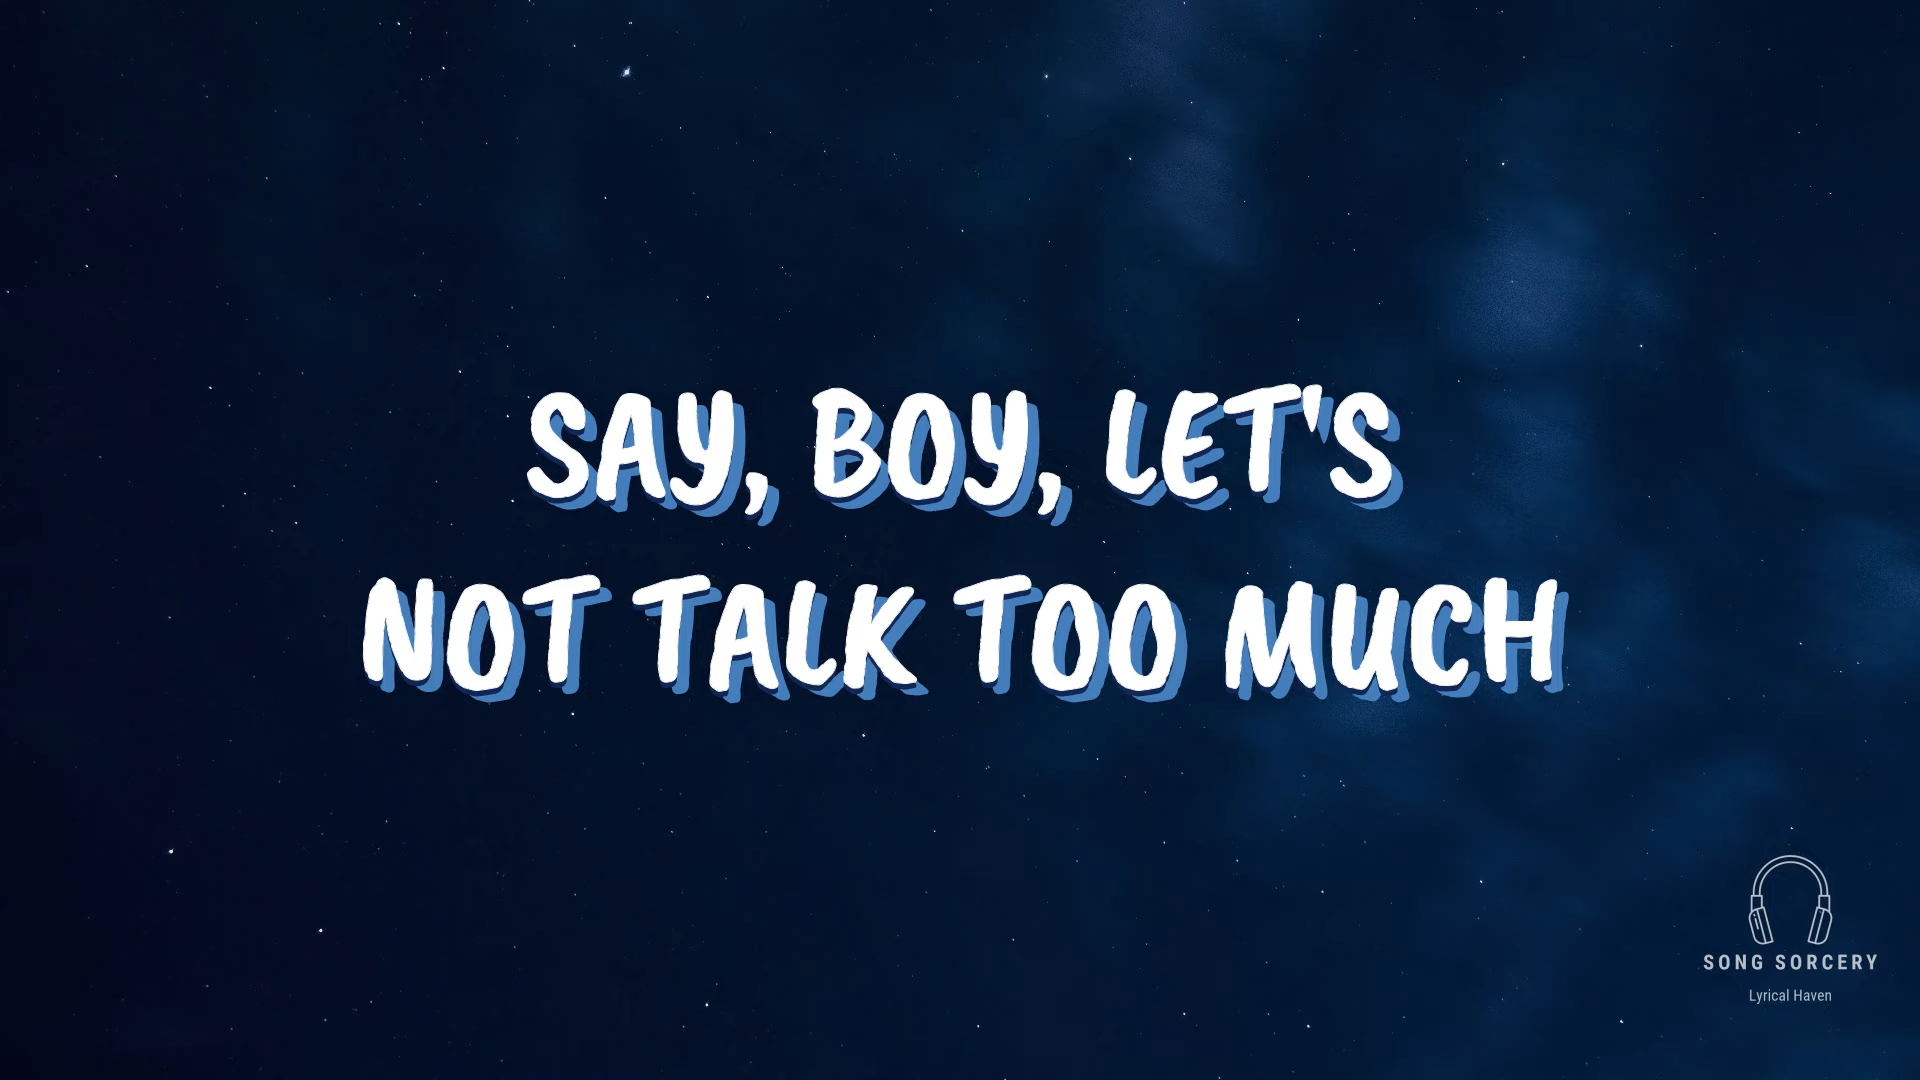 SAY, BOY, LET'S
NOT TALK TOO MUCH
SONG SORCERY
Lyrical Haven